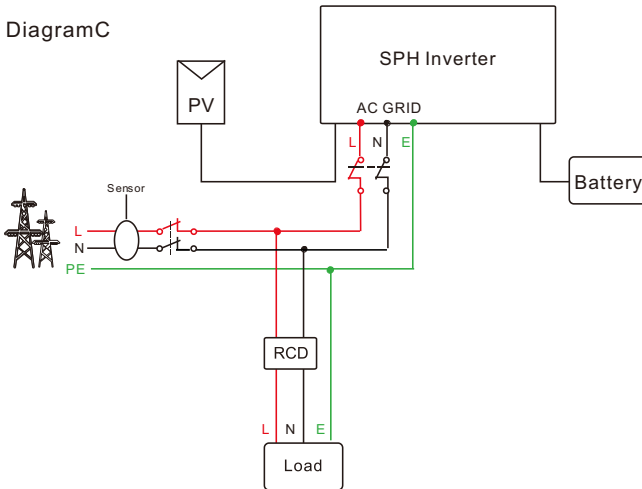 DiagramC
SPH Inverter
PV
AC GRID
L N E
Battery
Sensor
L
N
PE
RCD
L N E
Load